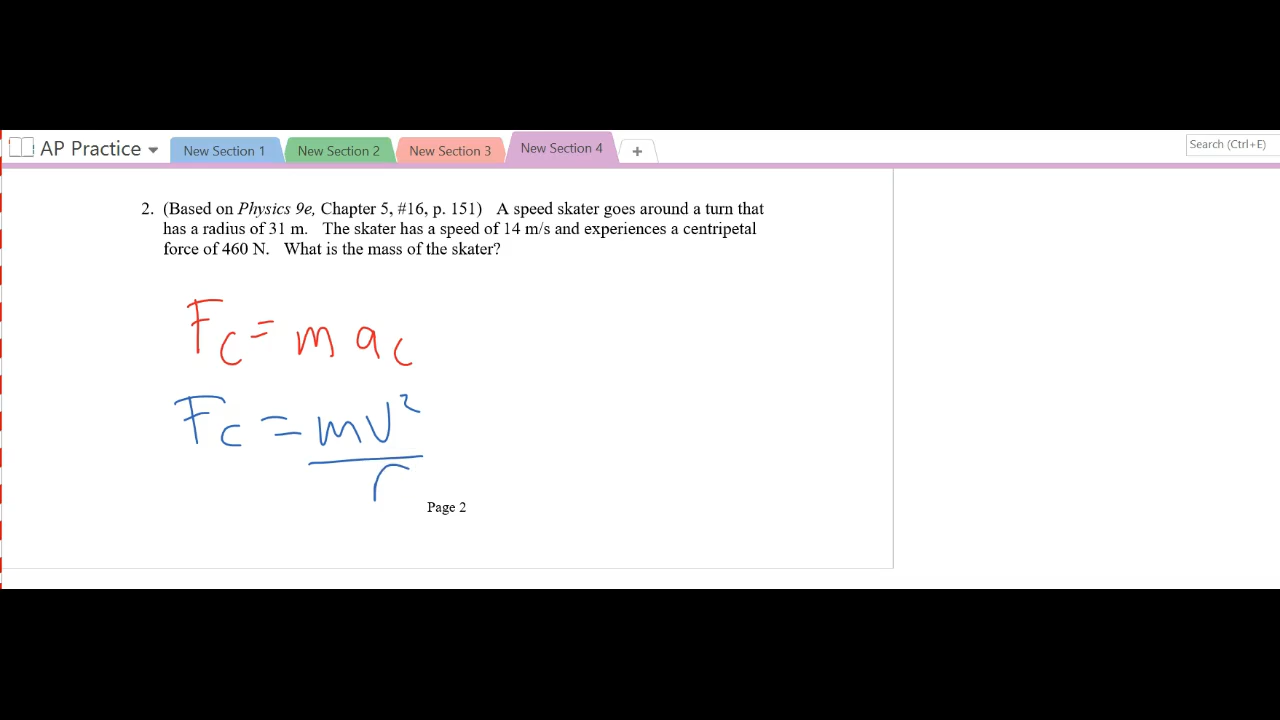 AP Practice
New Section 1
New Section 2
New Section 3
New Section 4
+
Search (Ctrl+E)
2. (Based on Physics 9e, Chapter 5, #16, p. 151) A speed skater goes around a turn that
has a radius of 31 m. The skater has a speed of 14 m/s and experiences a centripetal
force of 460 N. What is the mass of the skater?
Fc = m ac
Fc = mv²
r
Page 2